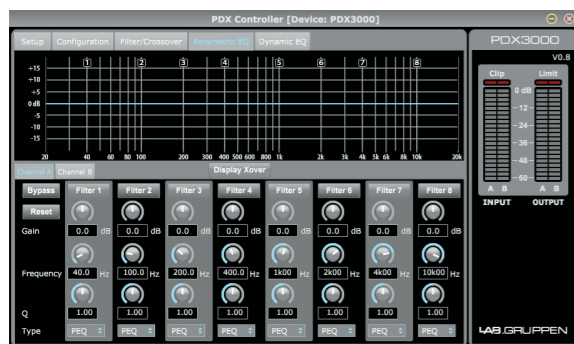 PDX Controller [Device: PDX3000]
Setup Configuration Filter/Crossover Parametric EQ Dynamic EQ
1 2 3 4 5 6 7 8
+15
+10
+5
0 dB
-5
-10
-15
20 40 60 80 100 200 300 400 500 600 800 1k 2k 3k 4k 5k 6k 8k 10k 20k
Channel A Channel B Display Xover
Bypass Filter 1 Filter 2 Filter 3 Filter 4 Filter 5 Filter 6 Filter 7 Filter 8
Reset
Gain 0.0 dB 0.0 dB 0.0 dB 0.0 dB 0.0 dB 0.0 dB 0.0 dB 0.0 dB
Frequency 40.0 Hz 100.0 Hz 200.0 Hz 400.0 Hz 1k00 Hz 2k00 Hz 4k00 Hz 10k00 Hz
Q 1.00 1.00 1.00 1.00 1.00 1.00 1.00 1.00
Type PEQ PEQ PEQ PEQ PEQ PEQ PEQ PEQ
PDX3000
V0.8
Clip Limit
0 dB
-12-
-24-
-36-
-48-
-60-
A B A B
INPUT OUTPUT
LAB.GRUPPEN